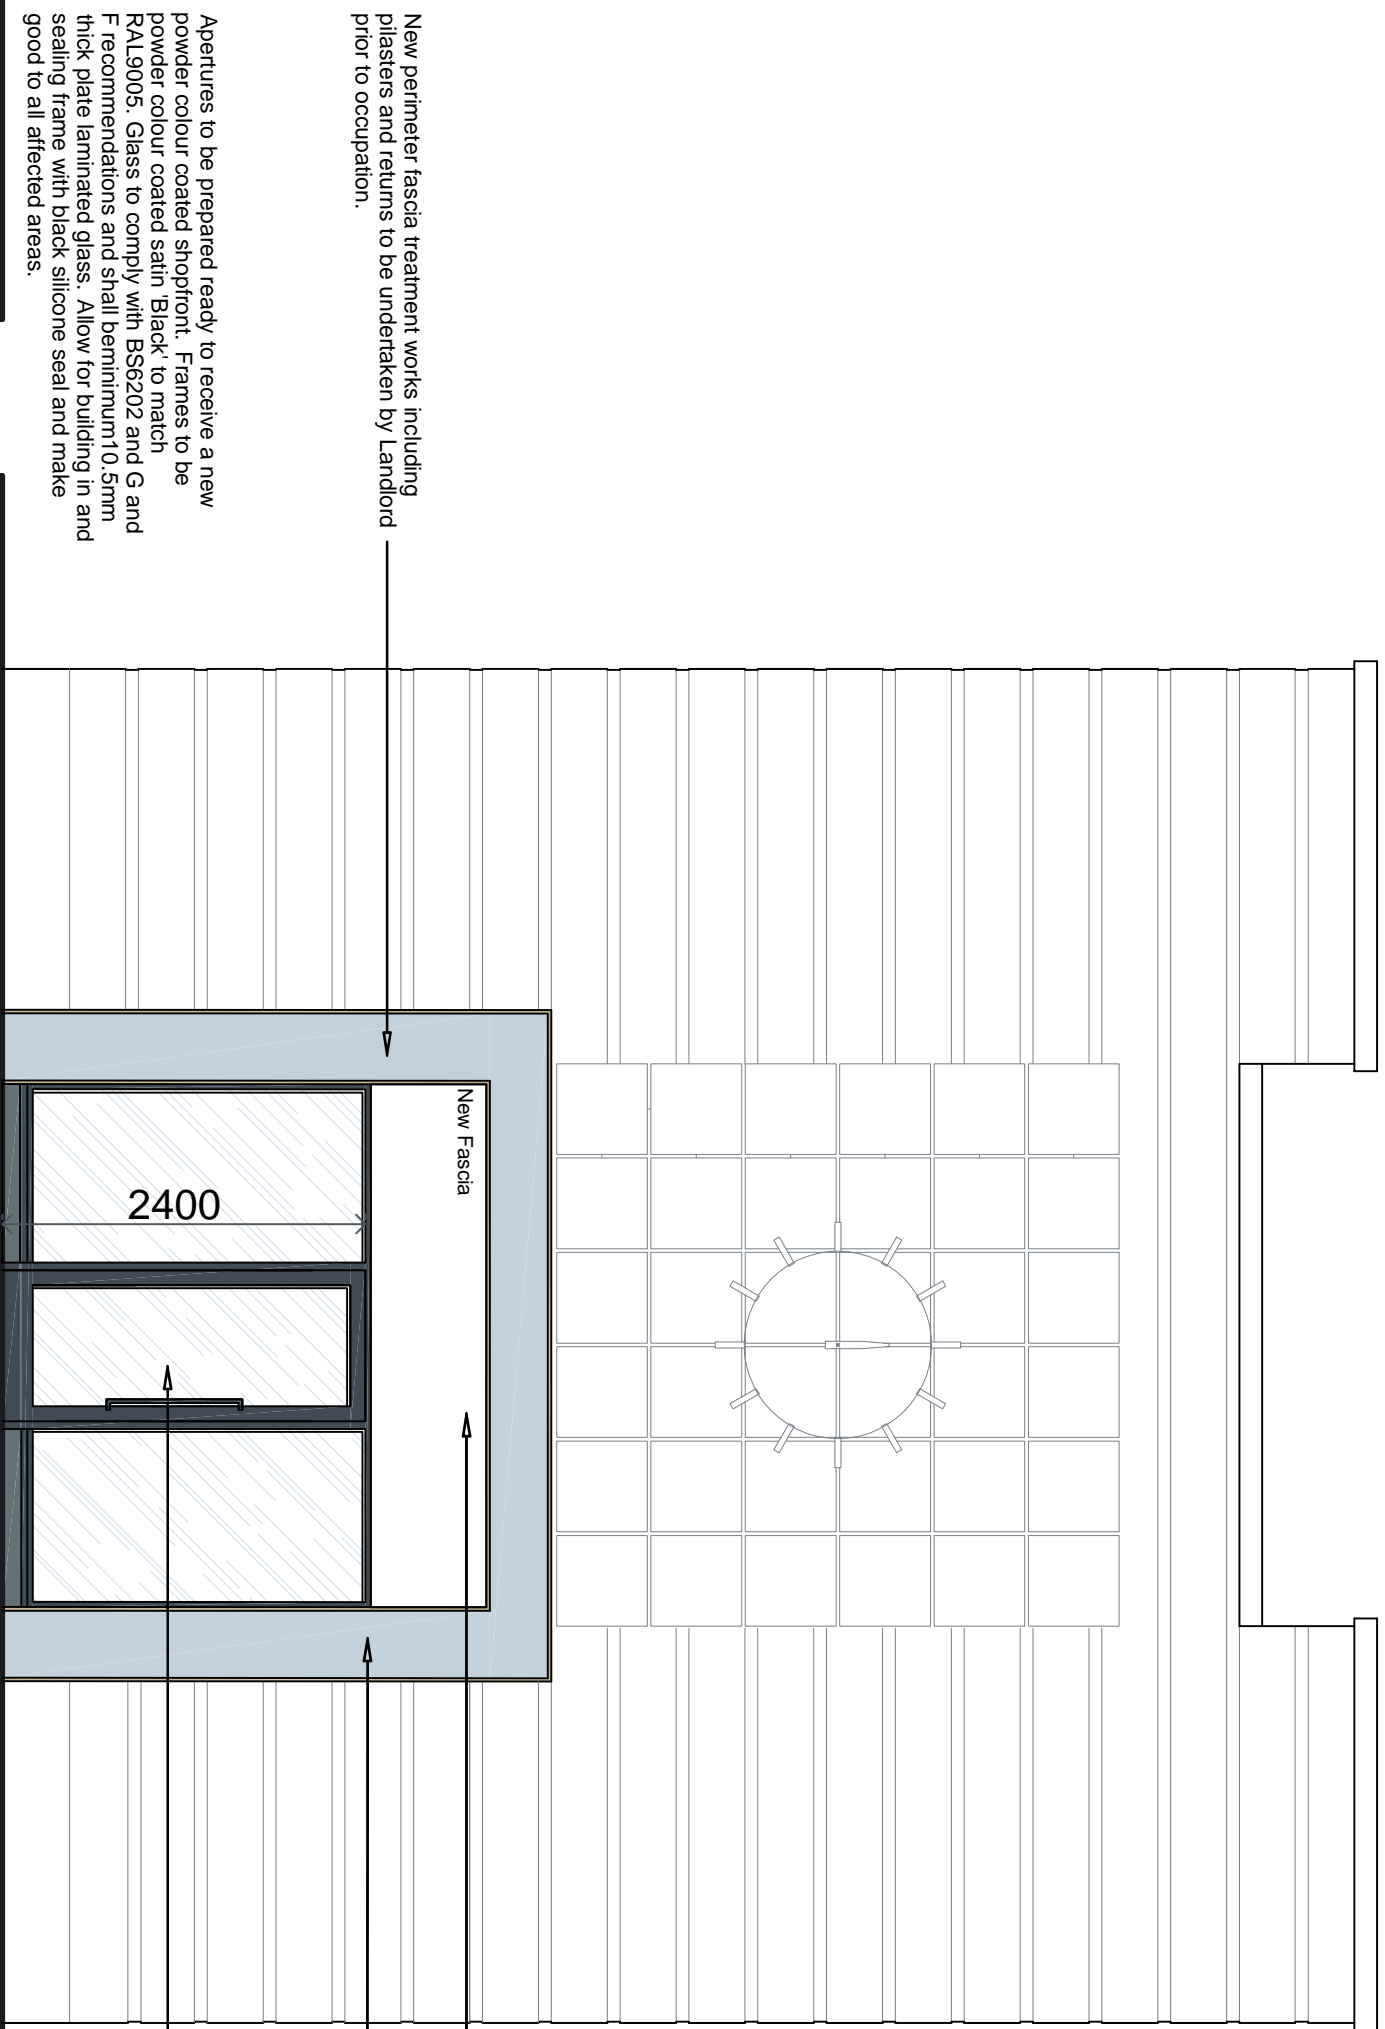 New perimeter fascia treatment works including
pilasters and returns to be undertaken by Landlord
prior to occupation.
Apertures to be prepared ready to receive a new
powder colour coated shopfront. Frames to be
powder colour coated satin 'Black' to match
RAL9005. Glass to comply with BS6202 and G and
F recommendations and shall beminimum10.5mm
thick plate laminated glass. Allow for building in and
sealing frame with black silicone seal and make
good to all affected areas.
New Fascia
2400